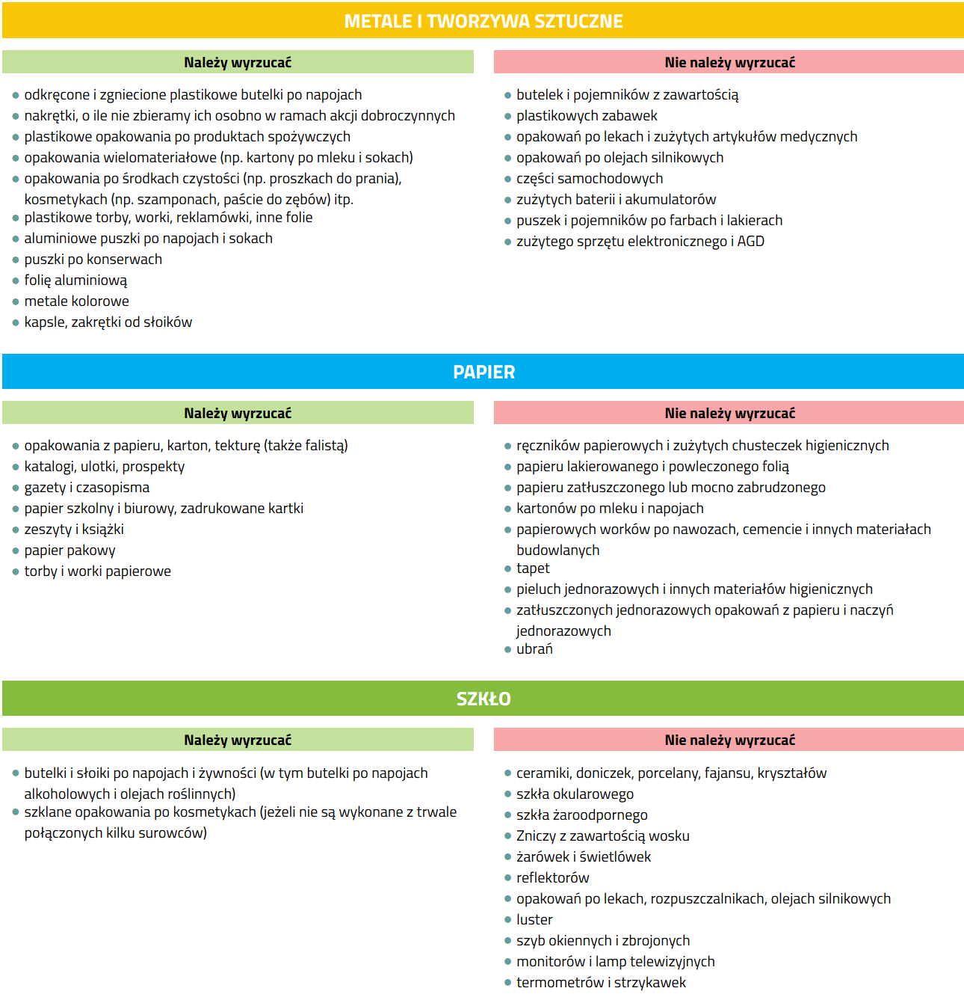 METALE I TWORZYWA SZTUCZNE
Należy wyrzucać
odkręcone i zgniecione plastikowe butelki po napojach
nakrętki, o ile nie zbieramy ich osobno w ramach akcji dobroczynnych
plastikowe opakowania po produktach spożywczych
opakowania wielomateriałowe (np. kartony po mleku i sokach)
opakowania po środkach czystości (np. proszkach do prania),
kosmetykach (np. szamponach, paście do zębów) itp.
plastikowe torby, worki, reklamówki, inne folie
aluminiowe puszki po napojach i sokach
puszki po konserwach
folię aluminiową
metale kolorowe
kapsle, zakrętki od słoików
Nie należy wyrzucać
butelek i pojemników z zawartością
plastikowych zabawek
opakowań po lekach i zużytych artykułów medycznych
opakowań po olejach silnikowych
części samochodowych
zużytych baterii i akumulatorów
puszek i pojemników po farbach i lakierach
zużytego sprzętu elektronicznego i AGD
PAPIER
Należy wyrzucać
opakowania z papieru, karton, tekturę (także falistą)
katalogi, ulotki, prospekty
gazety i czasopisma
papier szkolny i biurowy, zadrukowane kartki
zeszyty i książki
papier pakowy
torby i worki papierowe
Nie należy wyrzucać
ręczników papierowych i zużytych chusteczek higienicznych
papieru lakierowanego i powleczonego folią
papieru zatłuszczonego lub mocno zabrudzonego
kartonów po mleku i napojach
papierowych worków po nawozach, cemencie i innych materiałach
budowlanych
tapet
pieluch jednorazowych i innych materiałów higienicznych
zatłuszczonych jednorazowych opakowań z papieru i naczyń
jednorazowych
ubrań
SZKŁO
Należy wyrzucać
butelki i słoiki po napojach i żywności (w tym butelki po napojach
alkoholowych i olejach roślinnych)
szklane opakowania po kosmetykach (jeżeli nie są wykonane z trwale
połączonych kilku surowców)
Nie należy wyrzucać
ceramiki, doniczek, porcelany, fajansu, kryształów
szkła okularowego
szkła żaroodpornego
Zniczy z zawartością wosku
żarówek i świetlówek
reflektorów
opakowań po lekach, rozpuszczalnikach, olejach silnikowych
luster
szyb okiennych i zbrojonych
monitorów i lamp telewizyjnych
termometrów i strzykawek